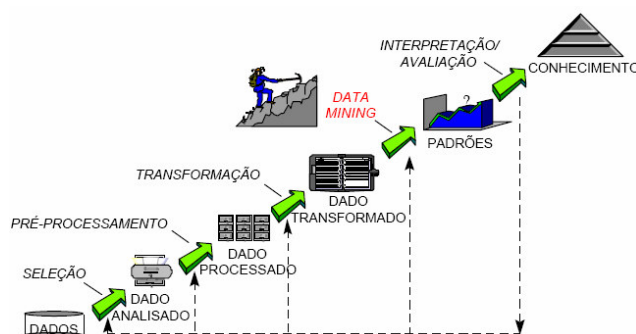 INTERPRETAÇÃO/
AVALIAÇÃO
CONHECIMENTO
DATA
MINING
?
PADRÕES
TRANSFORMAÇÃO
DADO
TRANSFORMADO
PRÉ-PROCESSAMENTO
DADO
PROCESSADO
SELEÇÃO
DADO
ANALISADO
DADOS